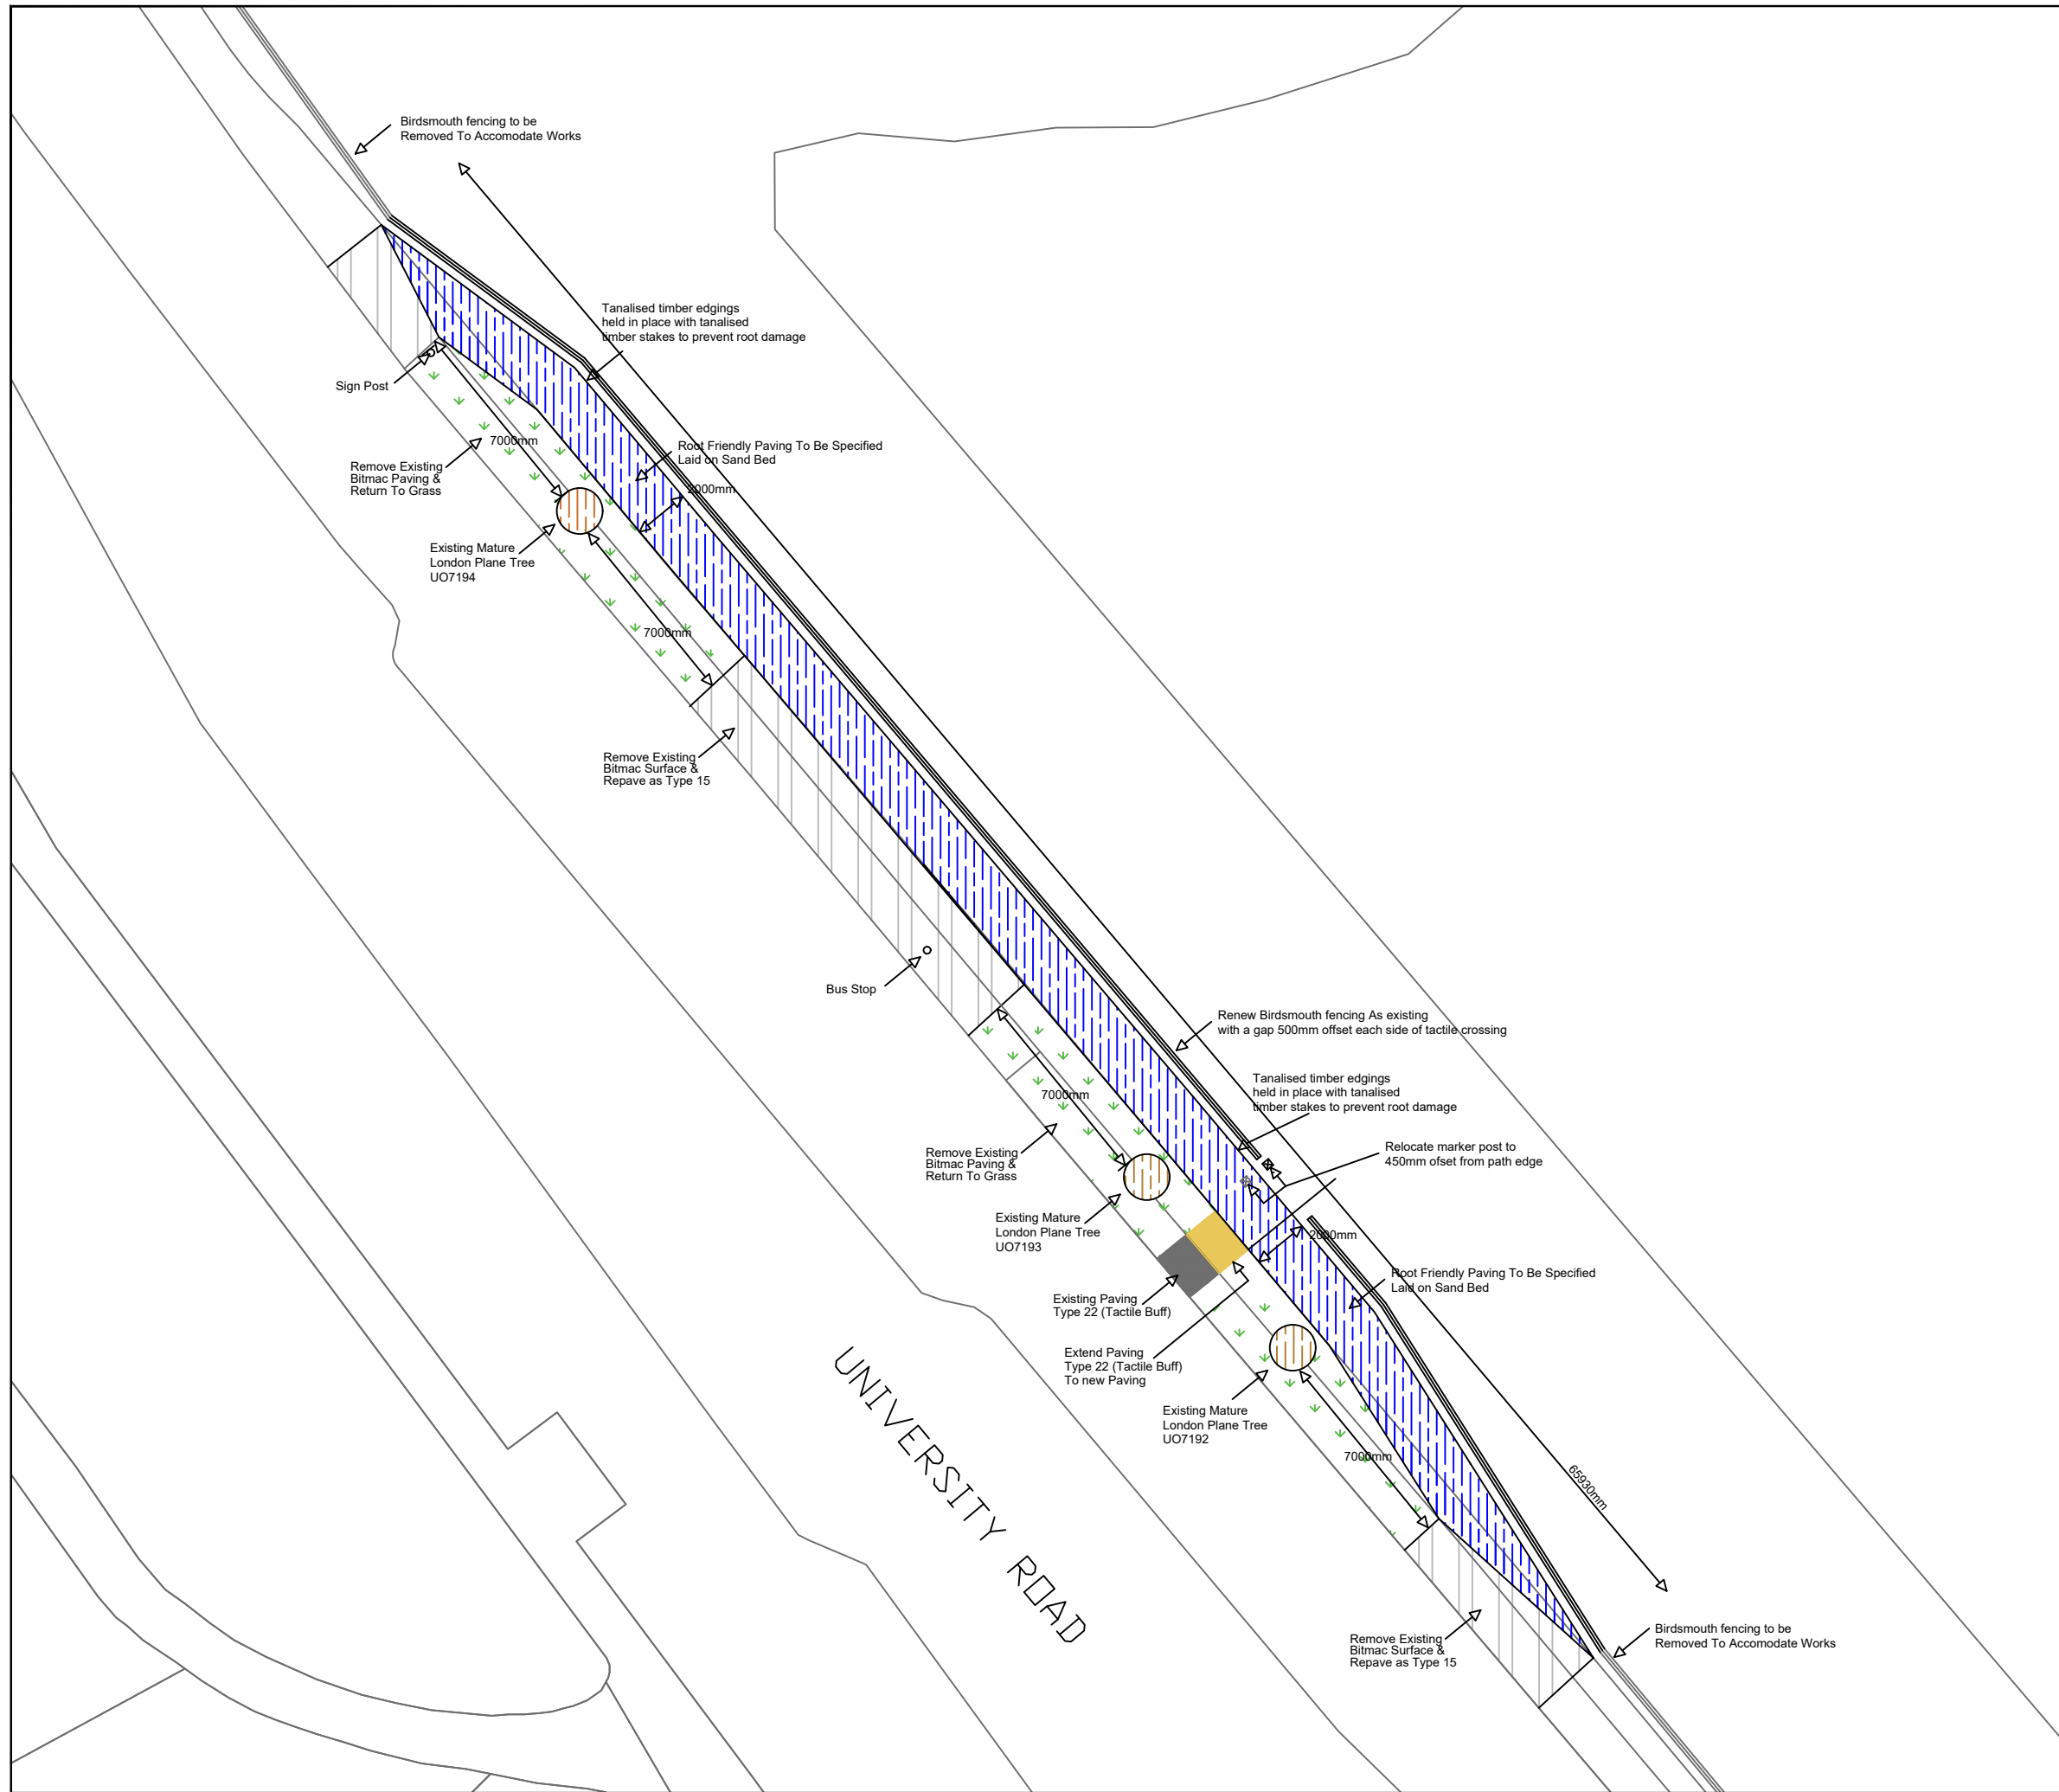 Birdsmouth fencing to be
Removed To Accomodate Works
Tanalised timber edgings
held in place with tanalised
timber stakes to prevent root damage
Sign Post
7000mm
Root Friendly Paving To Be Specified
Laid on Sand Bed
Remove Existing
Bitmac Paving &
Return To Grass
2000mm
Existing Mature
London Plane Tree
UO7194
7000mm
Remove Existing
Bitmac Surface &
Repave as Type 15
Bus Stop
Renew Birdsmouth fencing As existing
with a gap 500mm offset each side of tactile crossing
Tanalised timber edgings
held in place with tanalised
timber stakes to prevent root damage
7000mm
Relocate marker post to
450mm ofset from path edge
Remove Existing
Bitmac Paving &
Return To Grass
Existing Mature
London Plane Tree
UO7193
2000mm
Root Friendly Paving To Be Specified
Laid on Sand Bed
Existing Paving
Type 22 (Tactile Buff)
Extend Paving
Type 22 (Tactile Buff)
To new Paving
Existing Mature
London Plane Tree
UO7192
7000mm
65930mm
UNIVERSITY ROAD
Remove Existing
Bitmac Surface &
Repave as Type 15
Birdsmouth fencing to be
Removed To Accomodate Works